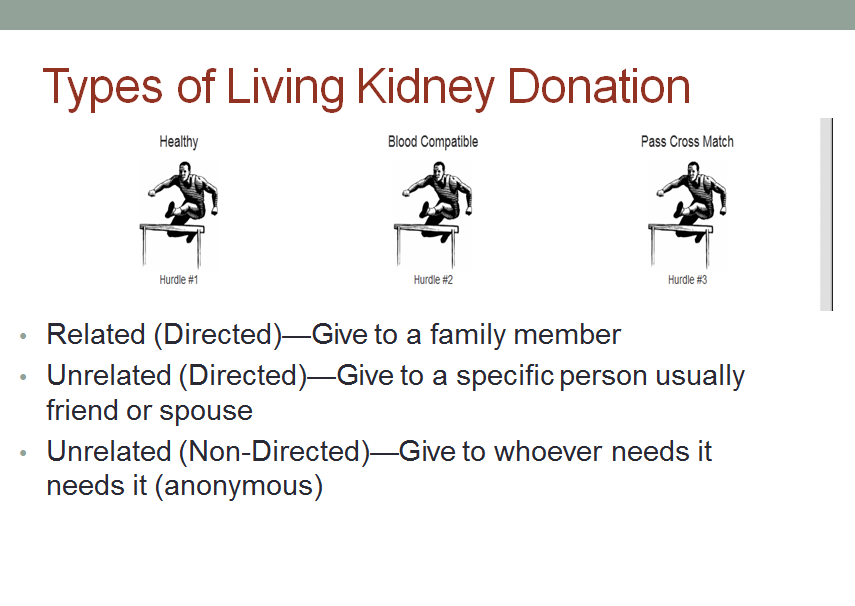 Types of Living Kidney Donation
Healthy
Blood Compatible
Pass Cross Match
Hurdle #1
Hurdle #2
Hurdle #3
• Related (Directed)—Give to a family member
• Unrelated (Directed)—Give to a specific person usually
friend or spouse
• Unrelated (Non-Directed)—Give to whoever needs it
needs it (anonymous)